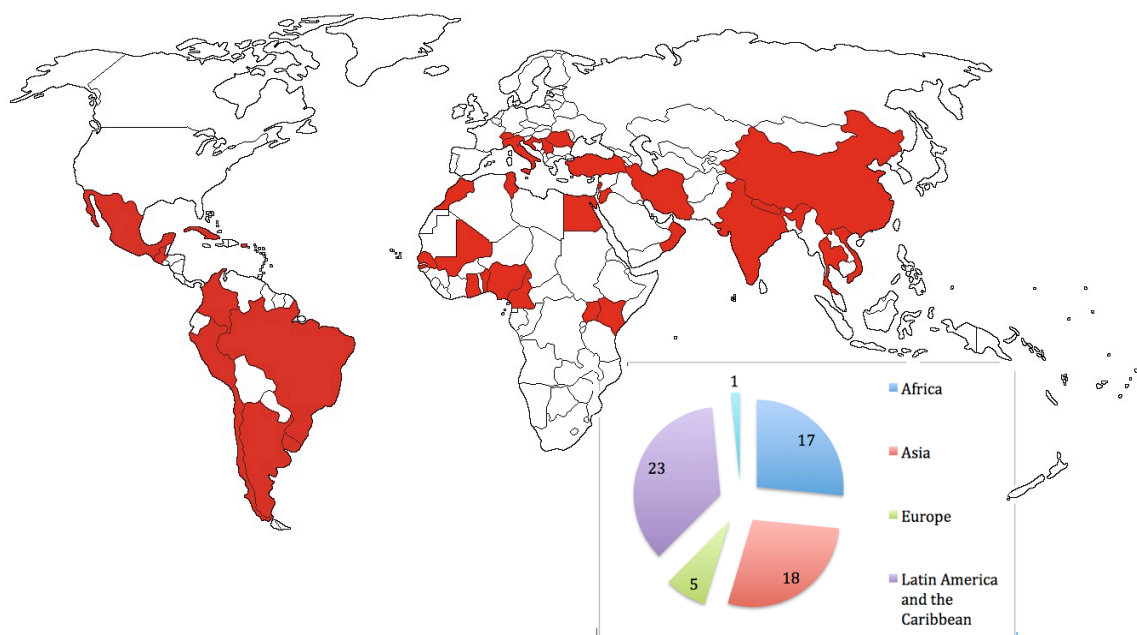 1
17
23
5
18
Africa
Asia
Europe
Latin America
and the
Caribbean